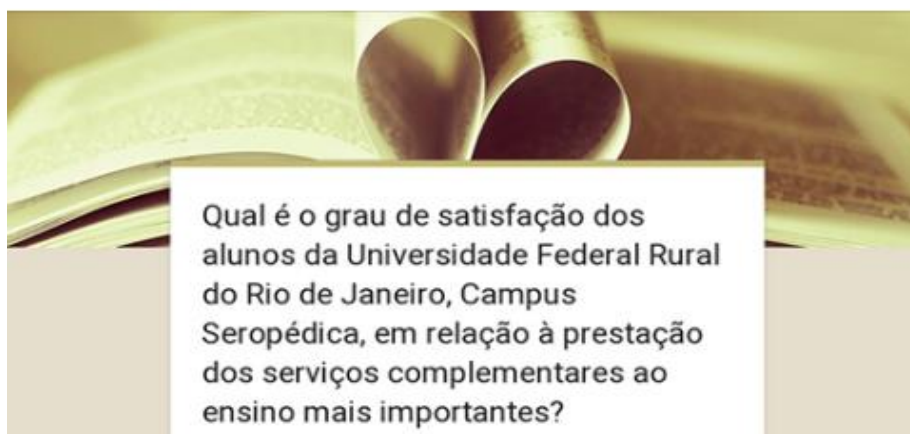 Qual é o grau de satisfação dos
alunos da Universidade Federal Rural
do Rio de Janeiro, Campus
Seropédica, em relação à prestação
dos serviços complementares ao
ensino mais importantes?